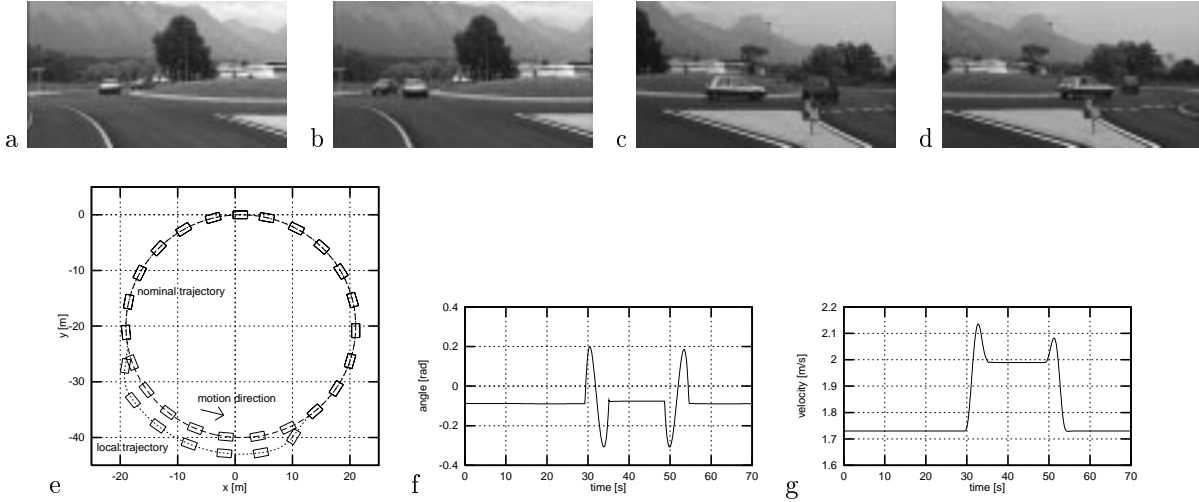 a b c d
0
-10
-20
-30
-40
y [m]
nominal trajectory
motion direction
local trajectory
-20 -10 0 10 20
x [m]
e
0.4
0.2
0
-0.2
-0.4
angle [rad]
0 10 20 30 40 50 60 70
time [s]
f
2.2
2.1
2
1.9
1.8
1.7
1.6
velocity [m/s]
0 10 20 30 40 50 60 70
time [s]
g